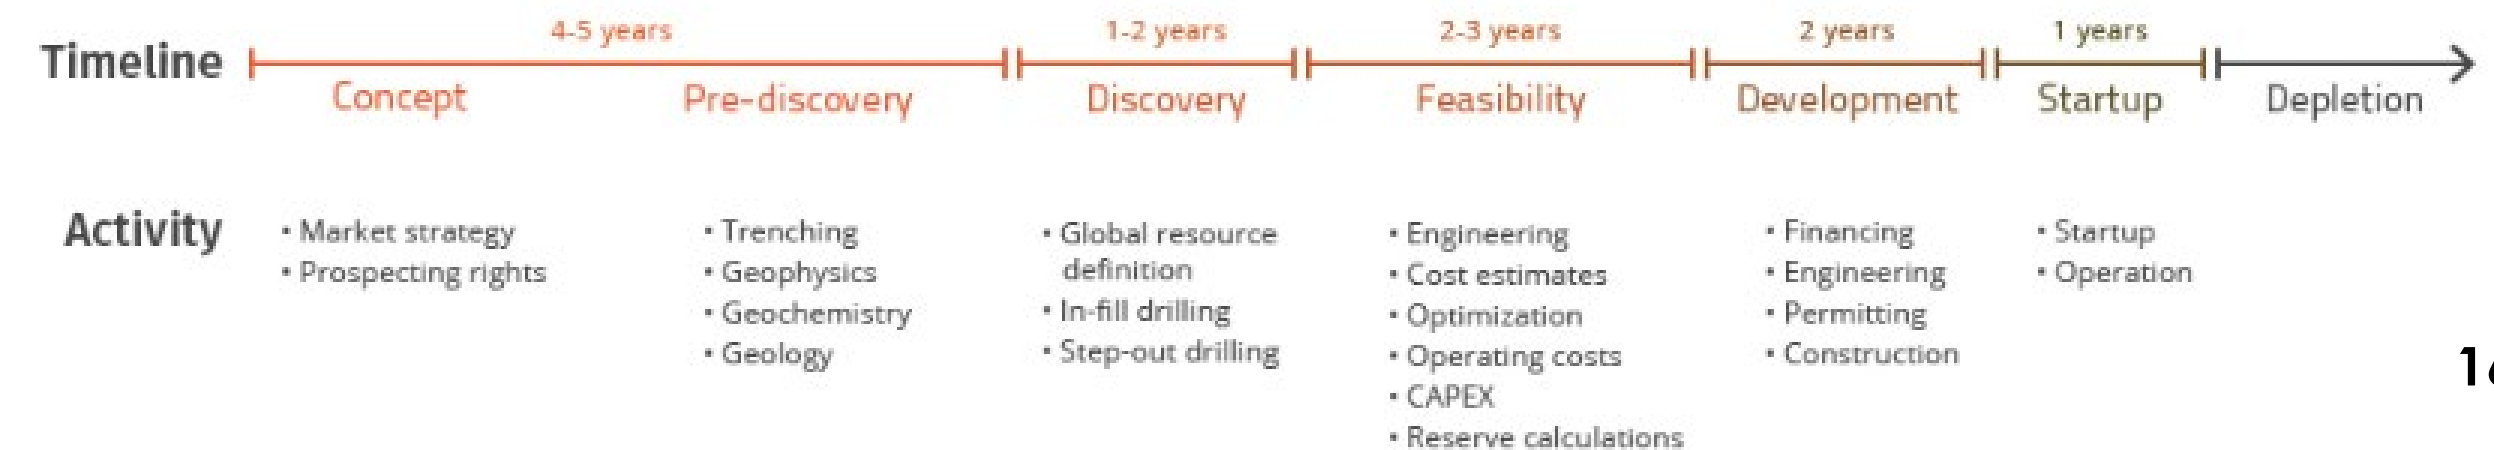 4-5 years
1-2 years
2-3 years
2 years
1 years
Timeline
Concept
Pre-discovery
Discovery
Feasibility
Development
Startup
Depletion
Activity
• Market strategy
• Prospecting rights
• Trenching
• Geophysics
• Geochemistry
• Geology
• Global resource
definition
• In-fill drilling
• Step-out drilling
• Engineering
• Cost estimates
• Optimization
• Operating costs
• CAPEX
• Reserve calculations
• Financing
• Engineering
• Permitting
• Construction
• Startup
• Operation